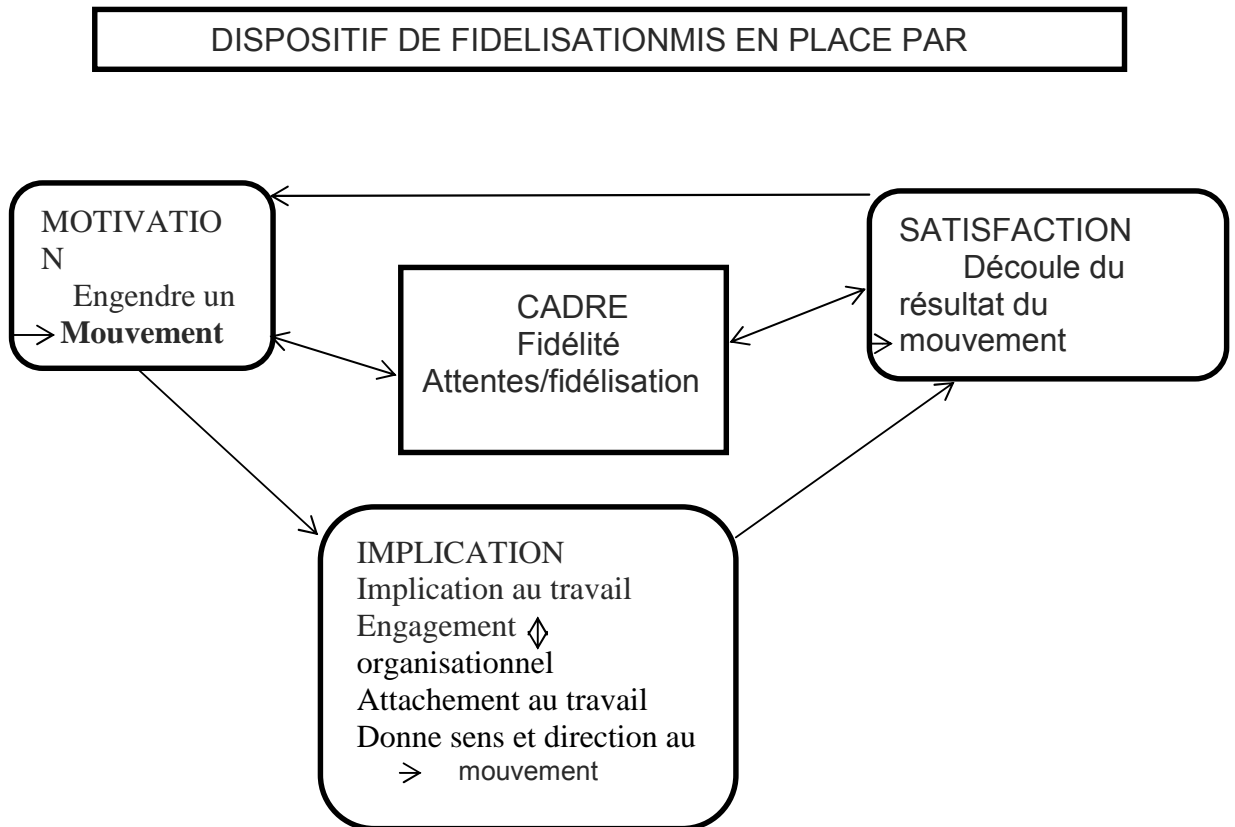 DISPOSITIF DE FIDELISATIONMIS EN PLACE PAR
MOTIVATIO
N
Engendre un
Mouvement
CADRE
Fidélité
Attentes/fidélisation
SATISFACTION
Découle du
résultat du
mouvement
IMPLICATION
Implication au travail
Engagement
organisationnel
Attachement au travail
Donne sens et direction au
mouvement